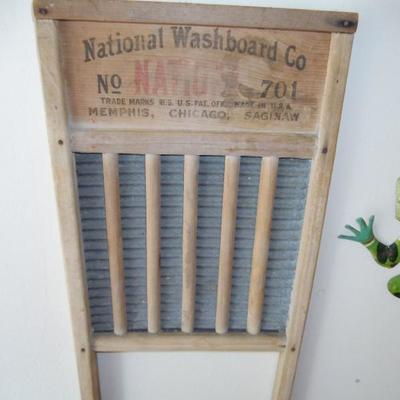 National Washboard Co
No 701
TRADE MARKS REG. U.S. PAT. OFF. MADE IN U.S.A.
MEMPHIS, CHICAGO, SAGINAW